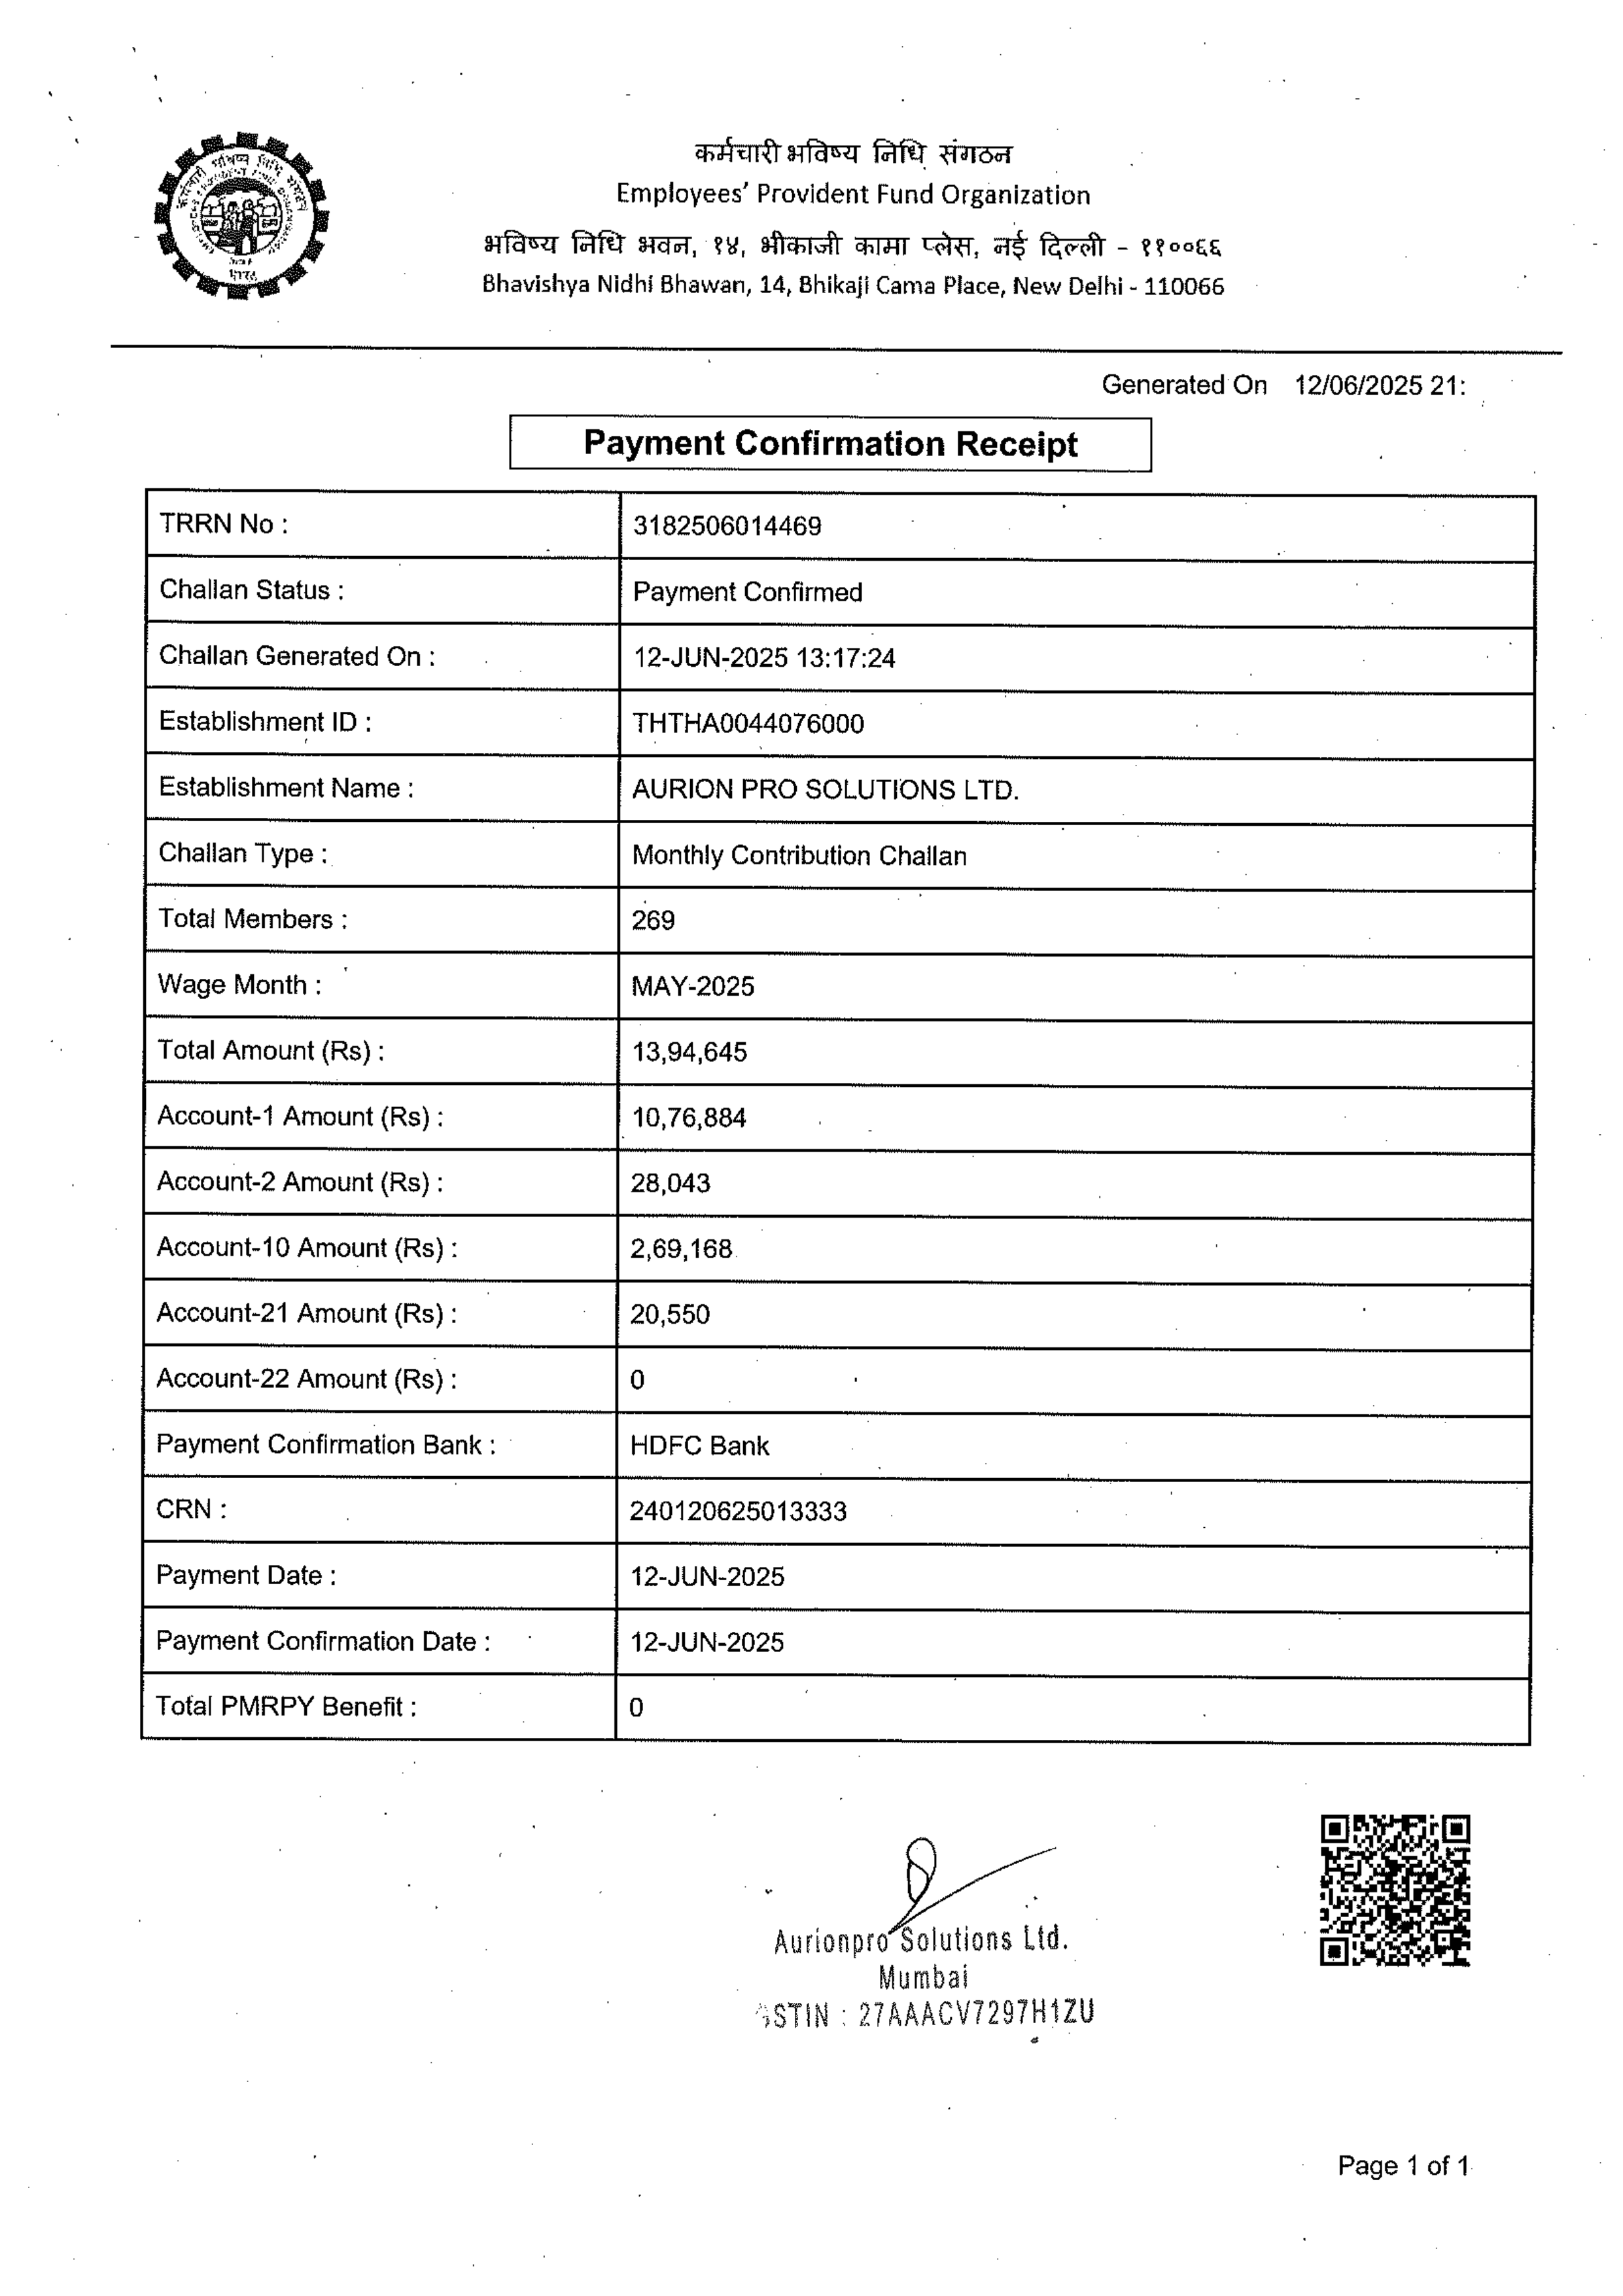 कर्मचारी भविष्य निधि संगठन
Employees' Provident Fund Organization
भविष्य निधि भवन, १४, भीकाजी कामा प्लेस, नई दिल्ली - ११००६६
Bhavishya Nidhi Bhawan, 14, Bhikaji Cama Place, New Delhi - 110066
Generated On 12/06/2025 21:
Payment Confirmation Receipt
TRRN No : 3182506014469
Challan Status : Payment Confirmed
Challan Generated On : 12-JUN-2025 13:17:24
Establishment ID : THTHA0044076000
Establishment Name : AURION PRO SOLUTIONS LTD.
Challan Type : Monthly Contribution Challan
Total Members : 269
Wage Month : MAY-2025
Total Amount (Rs) : 13,94,645
Account-1 Amount (Rs) : 10,76,884
Account-2 Amount (Rs) : 28,043
Account-10 Amount (Rs) : 2,69,168
Account-21 Amount (Rs) : 20,550
Account-22 Amount (Rs) : 0
Payment Confirmation Bank : HDFC Bank
CRN : 240120625013333
Payment Date : 12-JUN-2025
Payment Confirmation Date : 12-JUN-2025
Total PMRPY Benefit : 0
Aurionpro Solutions Ltd.
Mumbai
GSTIN : 27AAACV7297H1ZU
Page 1 of 1